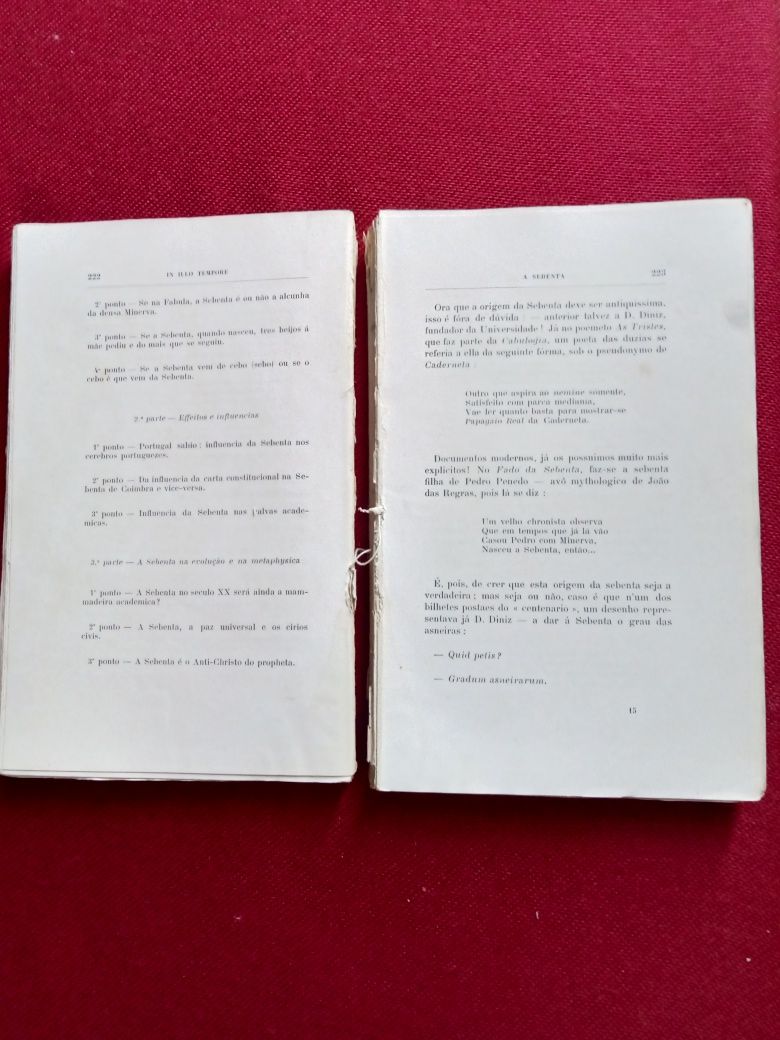 222
IN ILLO TEMPORE
2º ponto — Se na Fabula, a Sebenta é ou não a alcunha
da densa Minerva.
3º ponto — Se a Sebenta, quando nasceu, tres beijos á
mãe pediu e do mais que se seguiu.
4º ponto — Se a Sebenta vem de cebo (sebo) ou se o
cebo é que vem da Sebenta.
2.ª parte — Effeitos e influencias
1º ponto — Portugal sabio : influencia da Sebenta nos
cerebros portuguezes.
2º ponto — Da influencia da carta constitucional na Se-
benta de Coimbra e vice-versa.
3º ponto — Influencia da Sebenta nas calvas acade-
micas.
3.ª parte — A Sebenta na evolução e na metaphysica
1º ponto — A Sebenta no seculo XX será ainda a mam-
madeira academica?
2º ponto — A Sebenta, a paz universal e os cirios
civis.
3º ponto — A Sebenta é o Anti-Christo do propheta.
A SEBENTA
223
Ora que a origem da Sebenta deve ser antiquissima,
isso é fóra de dúvida : — anterior talvez a D. Diniz,
fundador da Universidade! Já no poemeto As Tristes,
que faz parte da Cabulogia, um poeta das duzias se
referia a ella da seguinte fórma, sob o pseudonymo de
Caderneta :
Outro que aspira ao nemine somente,
Satisfeito com parca mediania,
Vae ler quanto basta para mostrar-se
Papagaio Real da Caderneta.
Documentos modernos, já os possuimos muito mais
explicitos! No Fado da Sebenta, faz-se a sebenta
filha de Pedro Penedo — avô mythologico de João
das Regras, pois lá se diz :
Um velho chronista observa
Que em tempos que já lá vão
Casou Pedro com Minerva,
Nasceu a Sebenta, então...
É, pois, de crer que esta origem da sebenta seja a
verdadeira ; mas seja ou não, caso é que n'um dos
bilhetes postaes do « centenario », um desenho repre-
sentava já D. Diniz — a dar á Sebenta o grau das
asneiras :
— Quid petis?
— Gradum asneirarum.
15